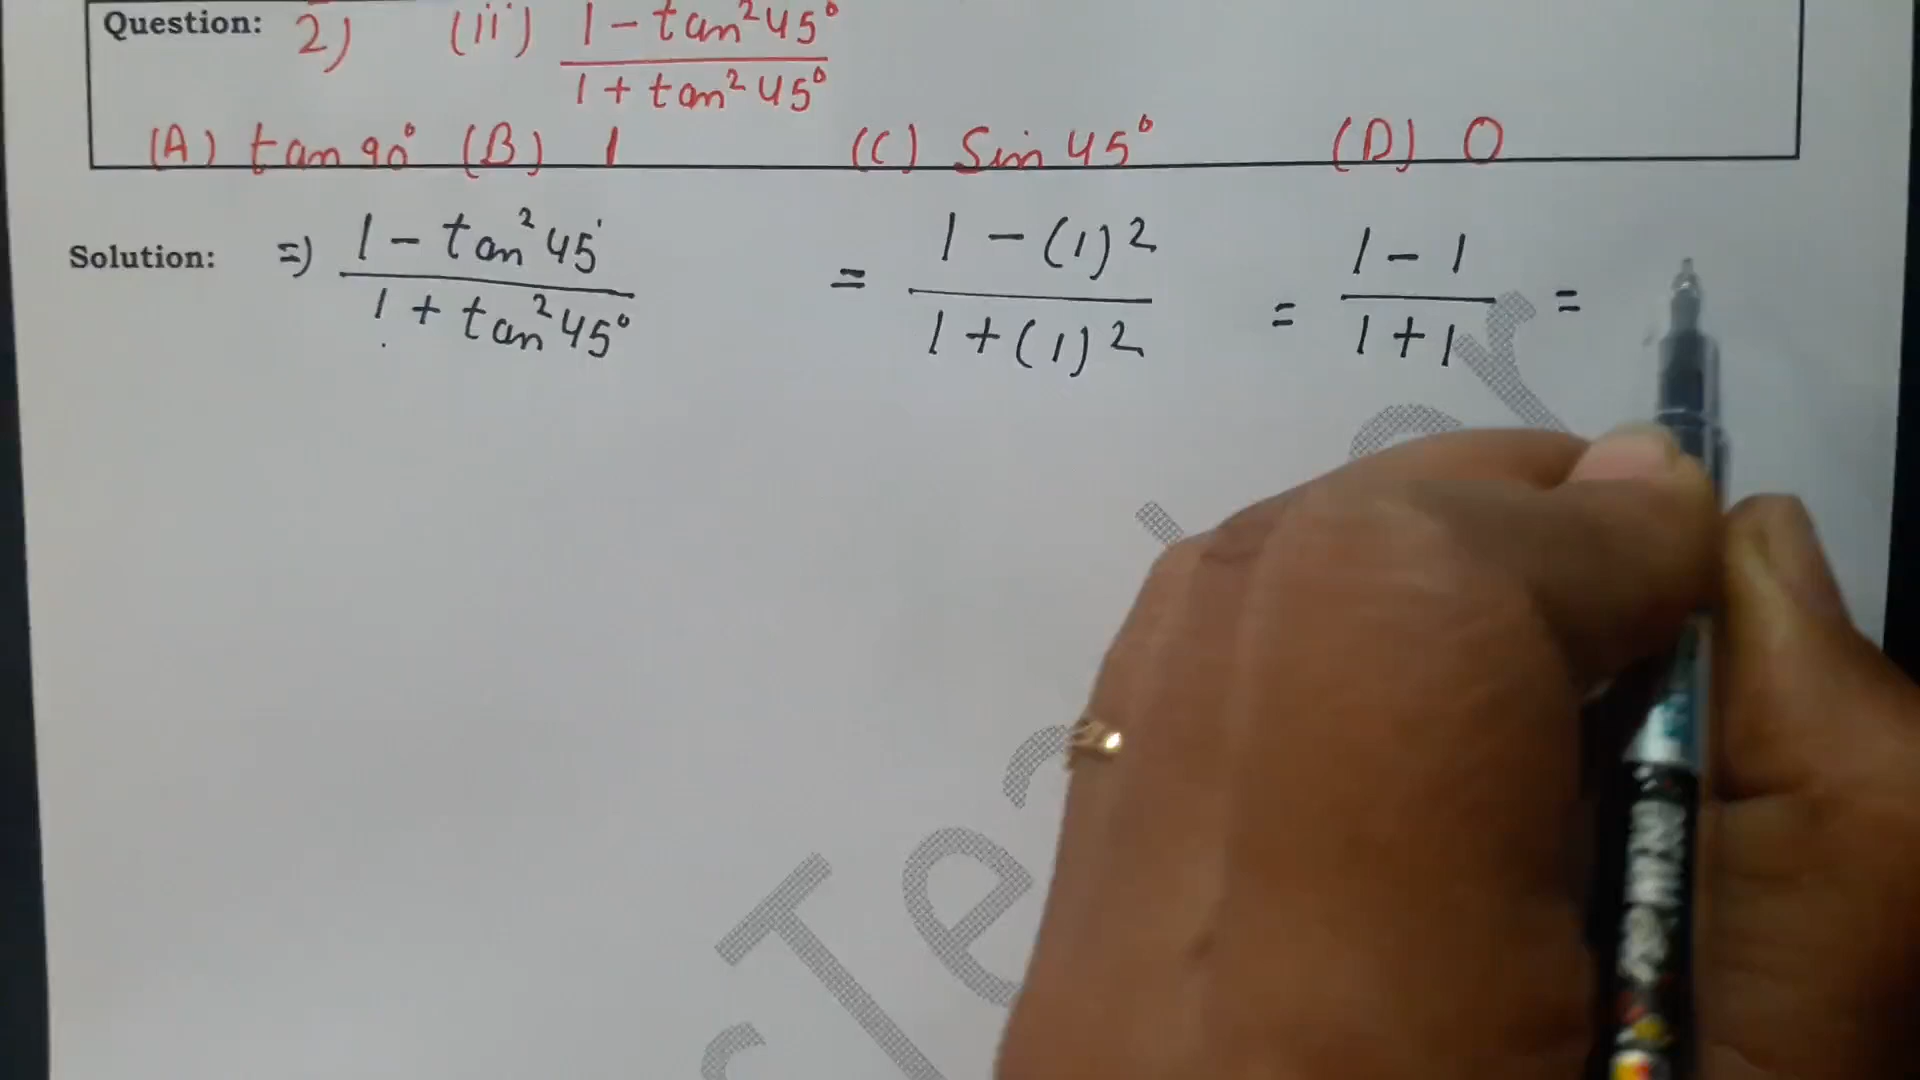 Question: 2) (ii) 1 - tan²45° / 1 + tan²45°
(A) tan 90° (B) 1 (C) Sin 45° (D) 0
Solution: ⇒) 1 - tan²45 / 1 + tan²45° = 1 - (1)² / 1 + (1)² = 1 - 1 / 1 + 1 =